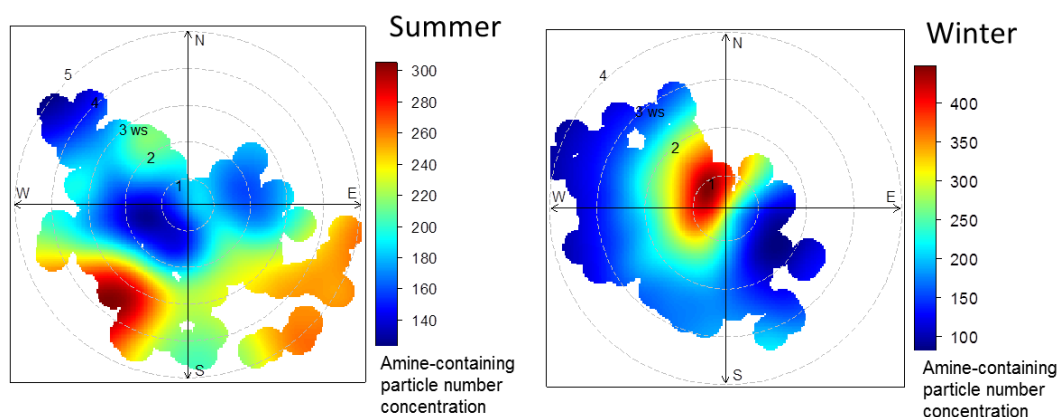 Summer
N
5
4
3 ws
2
1
W
E
S
300
280
260
240
220
200
180
160
140
Amine-containing
particle number
concentration
Winter
N
4
3 ws
2
1
W
E
S
400
350
300
250
200
150
100
Amine-containing
particle number
concentration